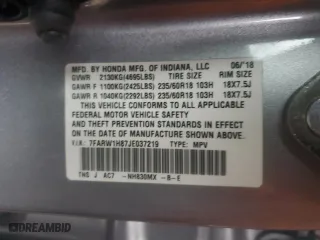 MFD. BY HONDA MFG. OF INDIANA, LLC 06/'18
GVWR 2130KG(4695LBS) TIRE SIZE RIM SIZE
GAWR F 1100KG(2425LBS) 235/60R18 103H 18X7.5J
GAWR R 1040KG(2292LBS) 235/60R18 103H 18X7.5J
THIS VEHICLE CONFORMS TO ALL APPLICABLE
FEDERAL MOTOR VEHICLE SAFETY
AND THEFT PREVENTION STANDARDS IN EFFECT ON THE
DATE OF MANUFACTURE SHOWN ABOVE.
V.I.N. 7FARW1H87JE037219 TYPE: MPV
THS J AC7 -NH830MX -B-E